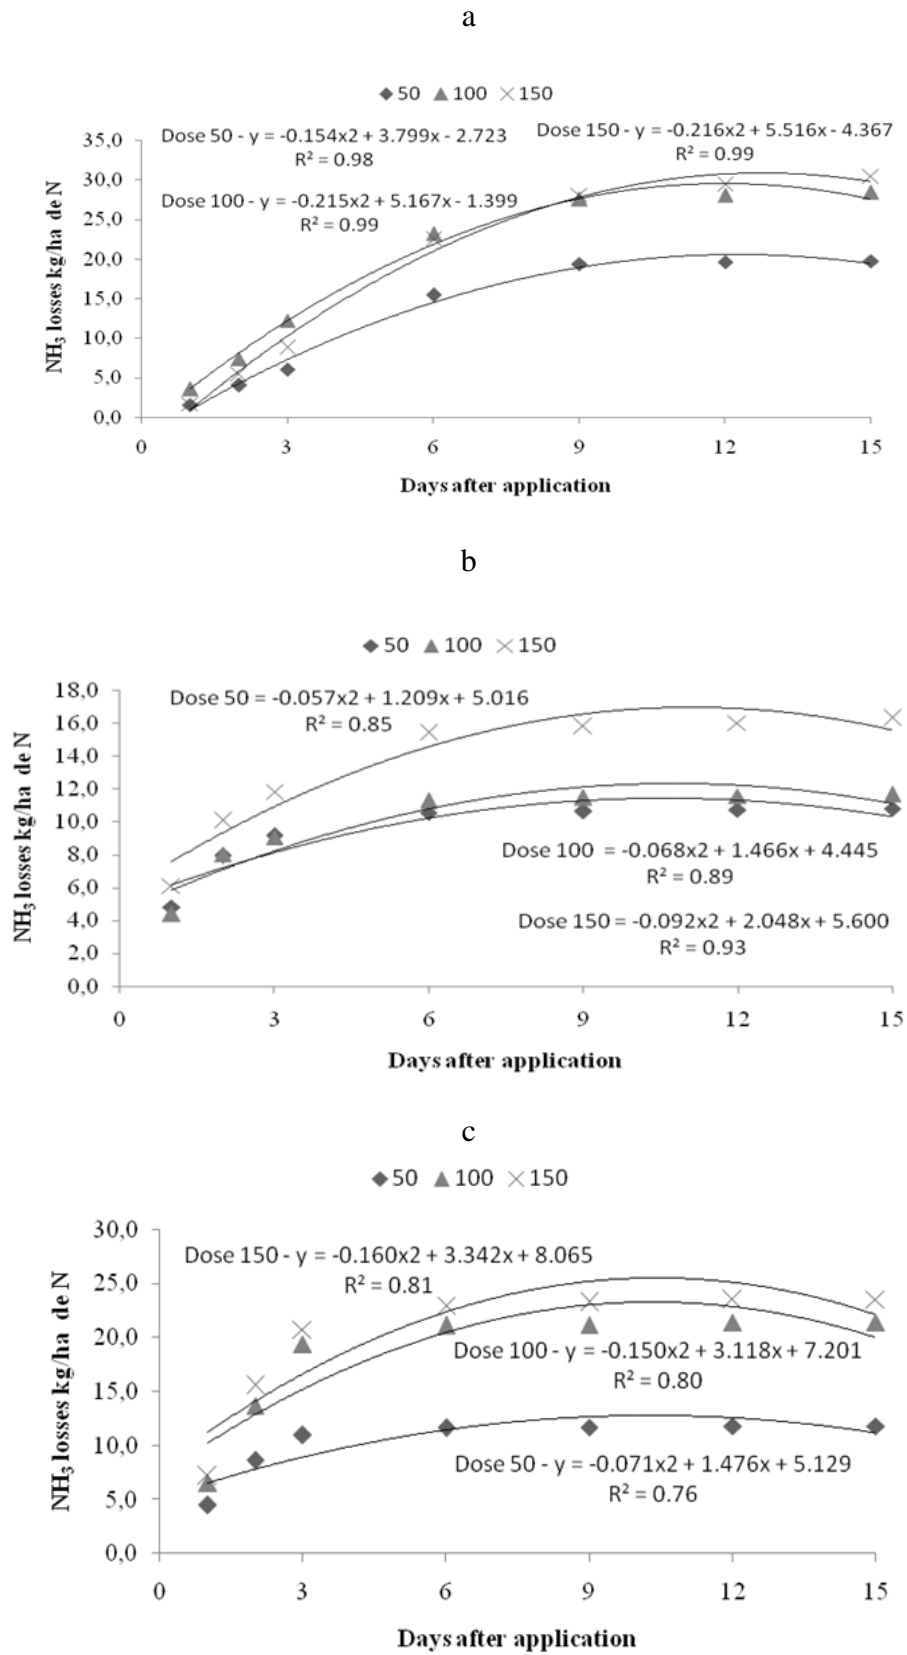 a
50 100 150
Dose 50 - y = -0.154x2 + 3.799x - 2.723
R² = 0.98
Dose 150 - y = -0.216x2 + 5.516x - 4.367
R² = 0.99
Dose 100 - y = -0.215x2 + 5.167x - 1.399
R² = 0.99
NH₃ losses kg/ha de N
35,0
30,0
25,0
20,0
15,0
10,0
5,0
0,0
0 3 6 9 12 15
Days after application
b
50 100 150
Dose 50 = -0.057x2 + 1.209x + 5.016
R² = 0.85
Dose 100 = -0.068x2 + 1.466x + 4.445
R² = 0.89
Dose 150 = -0.092x2 + 2.048x + 5.600
R² = 0.93
NH₃ losses kg/ha de N
18,0
16,0
14,0
12,0
10,0
8,0
6,0
4,0
2,0
0,0
0 3 6 9 12 15
Days after application
c
50 100 150
Dose 150 - y = -0.160x2 + 3.342x + 8.065
R² = 0.81
Dose 100 - y = -0.150x2 + 3.118x + 7.201
R² = 0.80
Dose 50 - y = -0.071x2 + 1.476x + 5.129
R² = 0.76
NH₃ losses kg/ha de N
30,0
25,0
20,0
15,0
10,0
5,0
0,0
0 3 6 9 12 15
Days after application